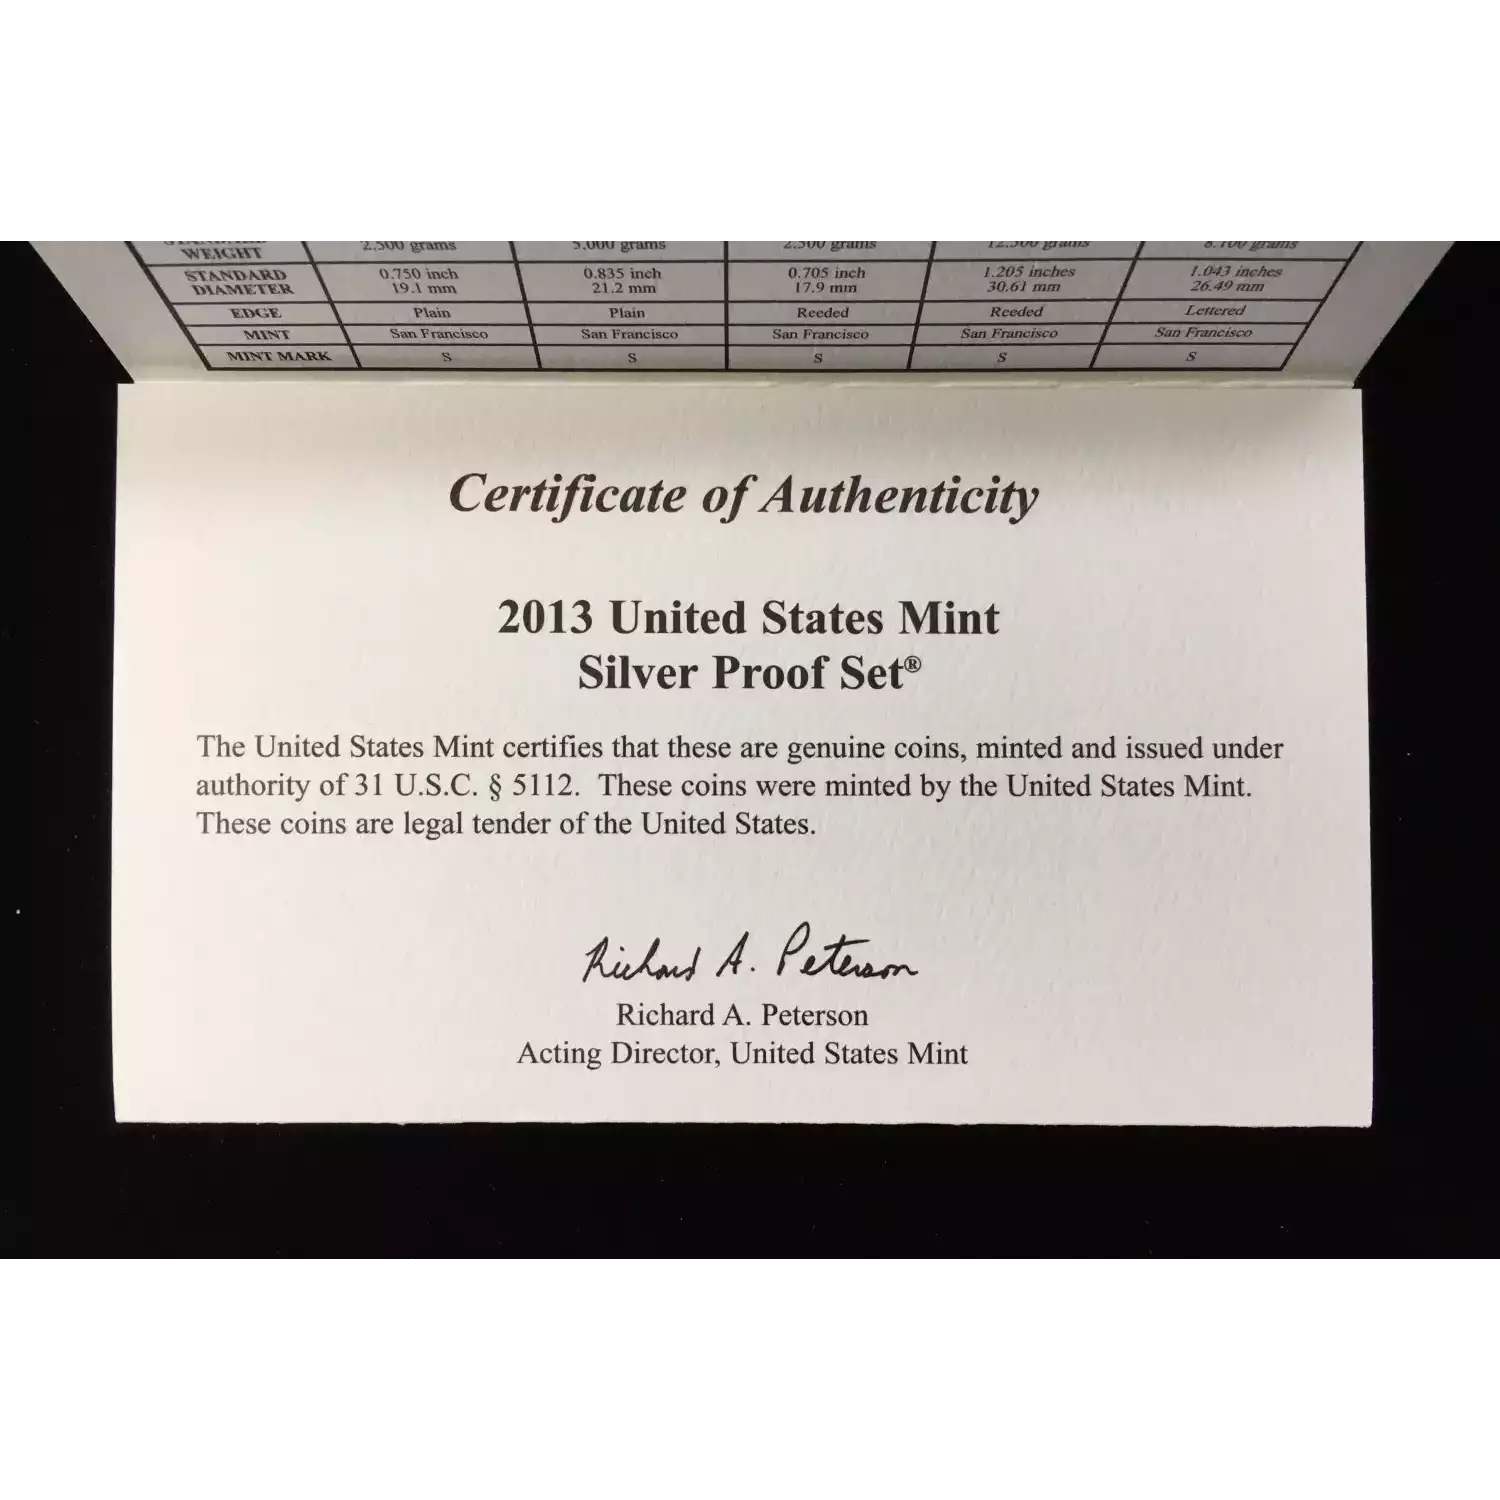 WEIGHT 2.500 grams 5.000 grams 2.500 grams 12.500 grams 8.100 grams
STANDARD 0.750 inch 0.835 inch 0.705 inch 1.205 inches 1.043 inches
DIAMETER 19.1 mm 21.2 mm 17.9 mm 30.61 mm 26.49 mm
EDGE Plain Plain Reeded Reeded Lettered
MINT San Francisco San Francisco San Francisco San Francisco San Francisco
MINT MARK S S S S S
Certificate of Authenticity
2013 United States Mint
Silver Proof Set®
The United States Mint certifies that these are genuine coins, minted and issued under
authority of 31 U.S.C. § 5112. These coins were minted by the United States Mint.
These coins are legal tender of the United States.
Richard A. Peterson
Richard A. Peterson
Acting Director, United States Mint